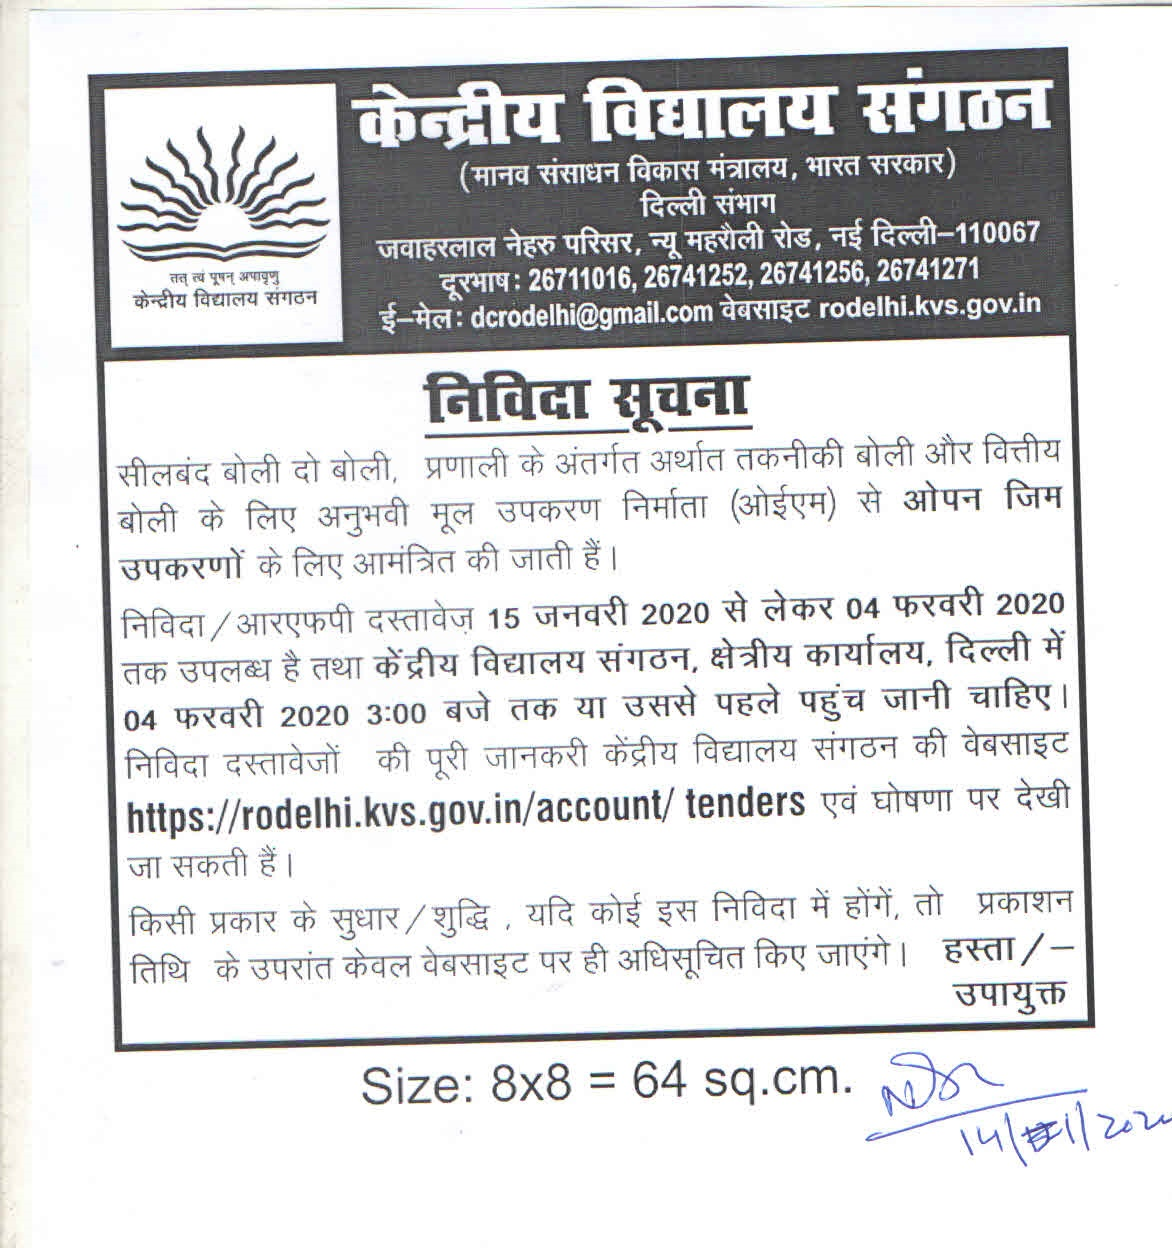 केन्द्रीय विद्यालय संगठन
(मानव संसाधन विकास मंत्रालय, भारत सरकार)
दिल्ली संभाग
जवाहरलाल नेहरु परिसर, न्यू महरौली रोड, नई दिल्ली–110067
दूरभाष: 26711016, 26741252, 26741256, 26741271
ई–मेल: dcrodelhi@gmail.com वेबसाइट rodelhi.kvs.gov.in
तत् त्वं पूषन् अपावृणु
केन्द्रीय विद्यालय संगठन
निविदा सूचना
सीलबंद बोली दो बोली, प्रणाली के अंतर्गत अर्थात तकनीकी बोली और वित्तीय
बोली के लिए अनुभवी मूल उपकरण निर्माता (ओईएम) से ओपन जिम
उपकरणों के लिए आमंत्रित की जाती हैं।
निविदा/आरएफपी दस्तावेज़ 15 जनवरी 2020 से लेकर 04 फरवरी 2020
तक उपलब्ध है तथा केंद्रीय विद्यालय संगठन, क्षेत्रीय कार्यालय, दिल्ली में
04 फरवरी 2020 3:00 बजे तक या उससे पहले पहुंच जानी चाहिए।
निविदा दस्तावेजों की पूरी जानकरी केंद्रीय विद्यालय संगठन की वेबसाइट
https://rodelhi.kvs.gov.in/account/ tenders एवं घोषणा पर देखी
जा सकती हैं।
किसी प्रकार के सुधार/शुद्धि , यदि कोई इस निविदा में होंगें, तो प्रकाशन
तिथि के उपरांत केवल वेबसाइट पर ही अधिसूचित किए जाएंगे। हस्ता/–
उपायुक्त
Size: 8x8 = 64 sq.cm.
14/1/2020